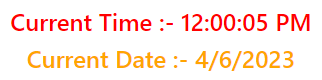 Current Time :- 12:00:05 PM
Current Date :- 4/6/2023